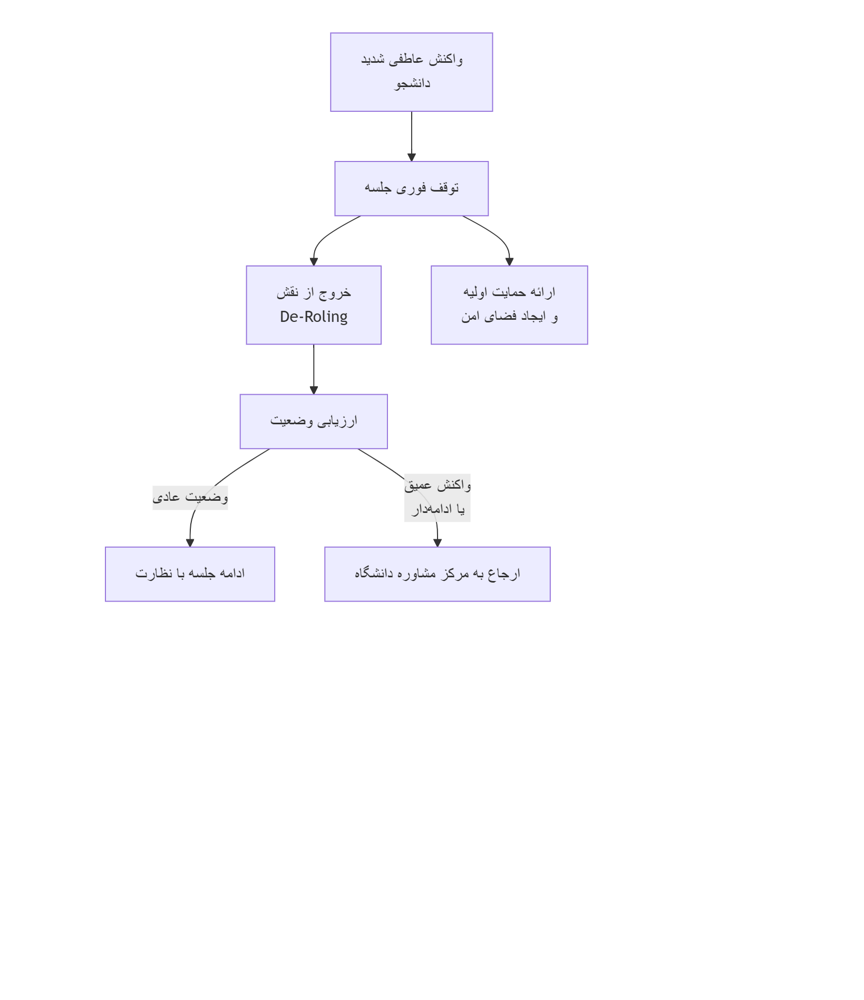 واکنش عاطفی شدید
دانشجو
توقف فوری جلسه
خروج از نقش
De-Roling
ارائه حمایت اولیه
و ایجاد فضای امن
ارزیابی وضعیت
وضعیت عادی
واکنش عمیق
یا ادامه‌دار
ادامه جلسه با نظارت
ارجاع به مرکز مشاوره دانشگاه